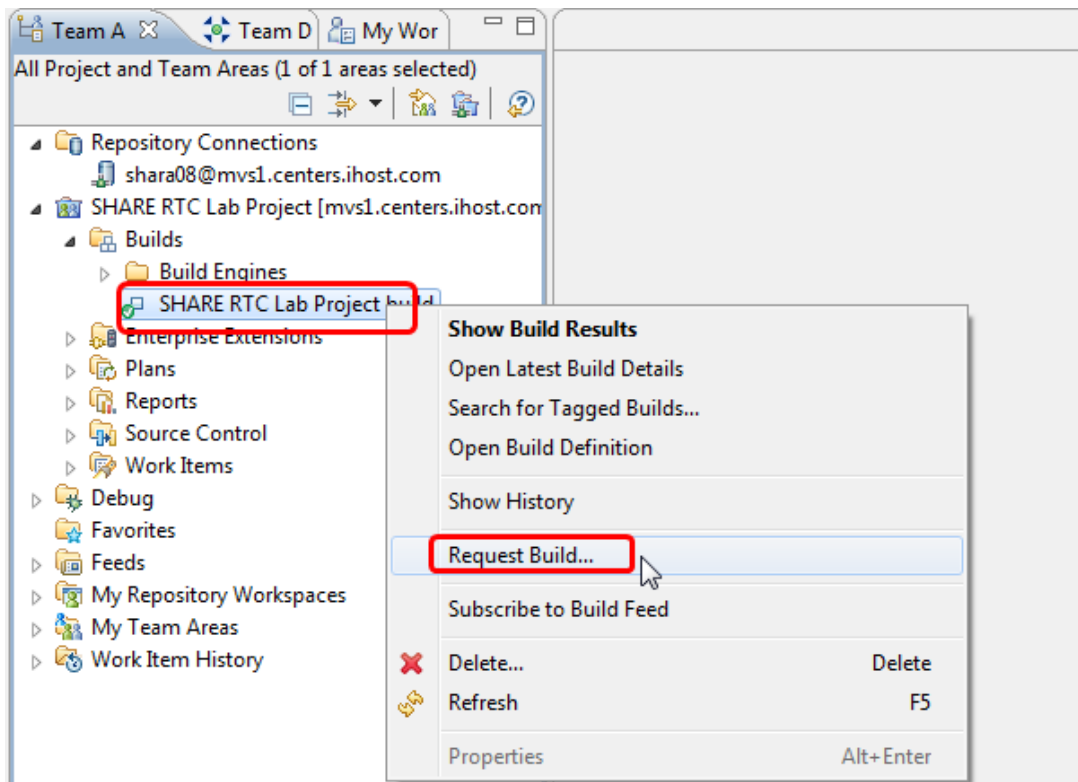 Team A Team D My Wor
All Project and Team Areas (1 of 1 areas selected)
Repository Connections
shara08@mvs1.centers.ihost.com
SHARE RTC Lab Project [mvs1.centers.ihost.com
Builds
Build Engines
SHARE RTC Lab Project build
Enterprise Extensions
Plans
Reports
Source Control
Work Items
Debug
Favorites
Feeds
My Repository Workspaces
My Team Areas
Work Item History
Show Build Results
Open Latest Build Details
Search for Tagged Builds...
Open Build Definition
Show History
Request Build...
Subscribe to Build Feed
Delete... Delete
Refresh F5
Properties Alt+Enter